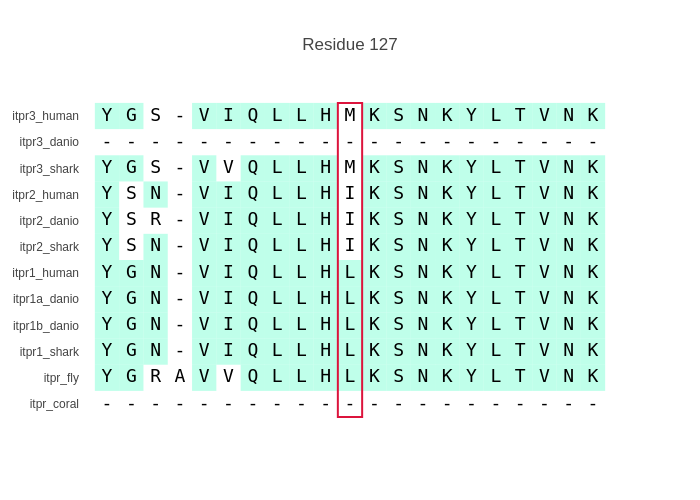 Residue 127
itpr3_human Y G S - V I Q L L H M K S N K Y L T V N K
itpr3_danio - - - - - - - - - - - - - - - - - - - - -
itpr3_shark Y G S - V V Q L L H M K S N K Y L T V N K
itpr2_human Y S N - V I Q L L H I K S N K Y L T V N K
itpr2_danio Y S R - V I Q L L H I K S N K Y L T V N K
itpr2_shark Y S N - V I Q L L H I K S N K Y L T V N K
itpr1_human Y G N - V I Q L L H L K S N K Y L T V N K
itpr1a_danio Y G N - V I Q L L H L K S N K Y L T V N K
itpr1b_danio Y G N - V I Q L L H L K S N K Y L T V N K
itpr1_shark Y G N - V I Q L L H L K S N K Y L T V N K
itpr_fly Y G R A V V Q L L H L K S N K Y L T V N K
itpr_coral - - - - - - - - - - - - - - - - - - - - -